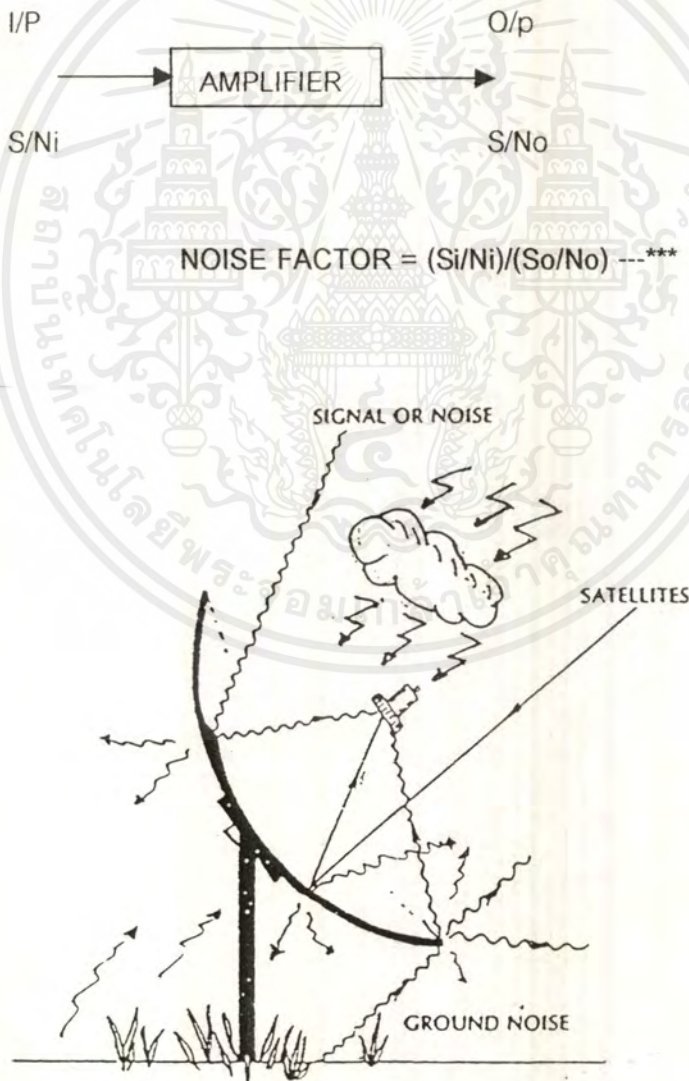 I/P O/p
AMPLIFIER
S/Ni S/No
NOISE FACTOR = (Si/Ni)/(So/No) ---***
SIGNAL OR NOISE
SATELLITES
GROUND NOISE